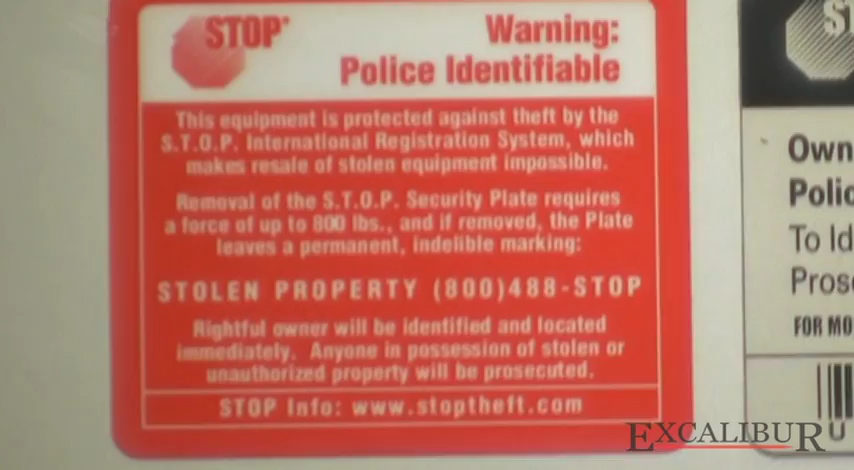 STOP
Warning:
Police Identifiable
This equipment is protected against theft by the
S.T.O.P. International Registration System, which
makes resale of stolen equipment impossible.
Removal of the S.T.O.P. Security Plate requires
a force of up to 800 lbs., and if removed, the Plate
leaves a permanent, indelible marking:
STOLEN PROPERTY (800)488-STOP
Rightful owner will be identified and located
immediately. Anyone in possession of stolen or
unauthorized property will be prosecuted.
STOP Info: www.stoptheft.com
ST
Own
Polic
To Id
Prose
FOR MO
U
EXCALIBUR